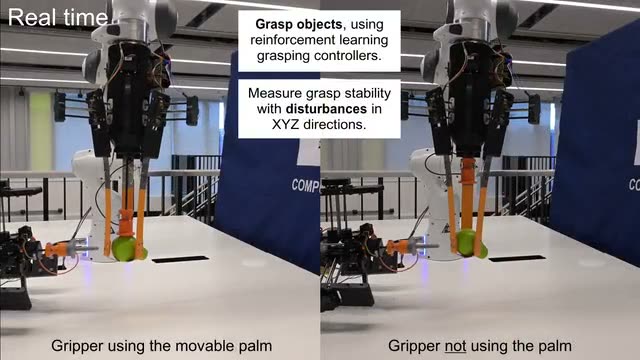 Real time
Grasp objects, using
reinforcement learning
grasping controllers.
Measure grasp stability
with disturbances in
XYZ directions.
COMP
COMPU
Gripper using the movable palm
Gripper not using the palm